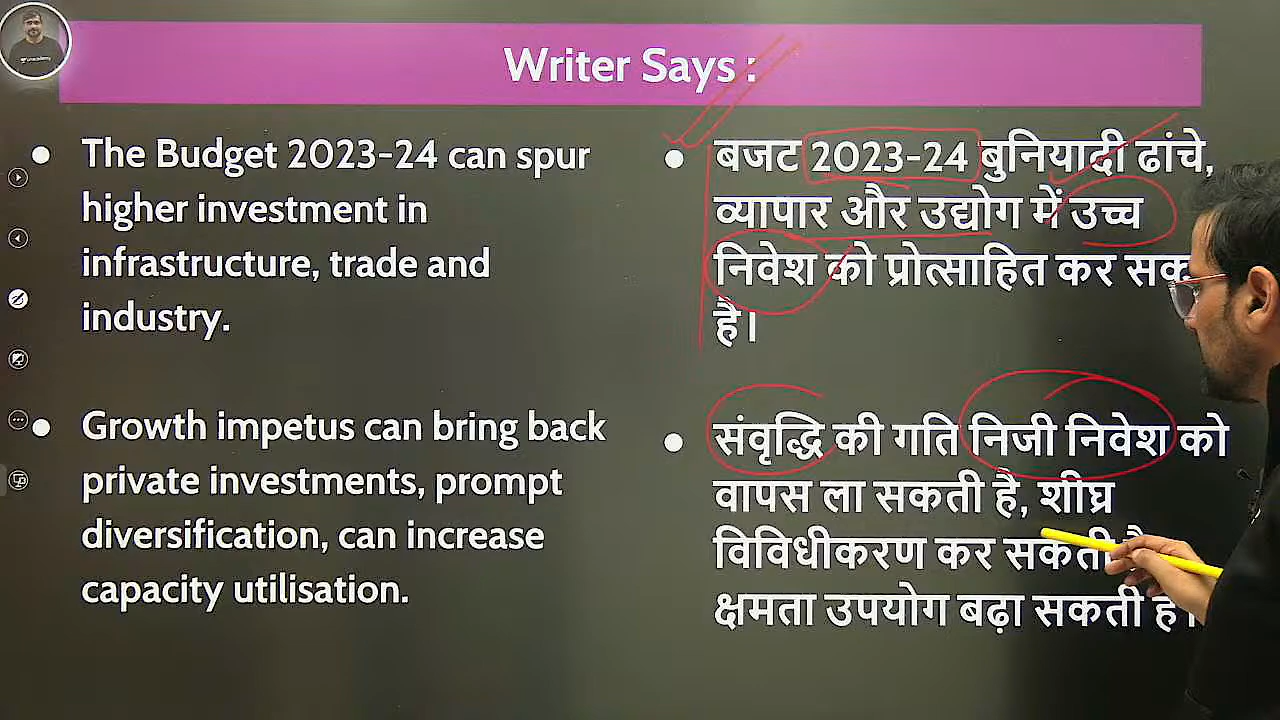 Writer Says :
The Budget 2023-24 can spur
higher investment in
infrastructure, trade and
industry.
Growth impetus can bring back
private investments, prompt
diversification, can increase
capacity utilisation.
बजट 2023-24 बुनियादी ढांचे,
व्यापार और उद्योग में उच्च
निवेश को प्रोत्साहित कर
है।
संवृद्धि की गति निजी निवेश को
वापस ला सकती है, शीघ्र
विविधीकरण कर सकती
क्षमता उपयोग बढ़ा सकती है।